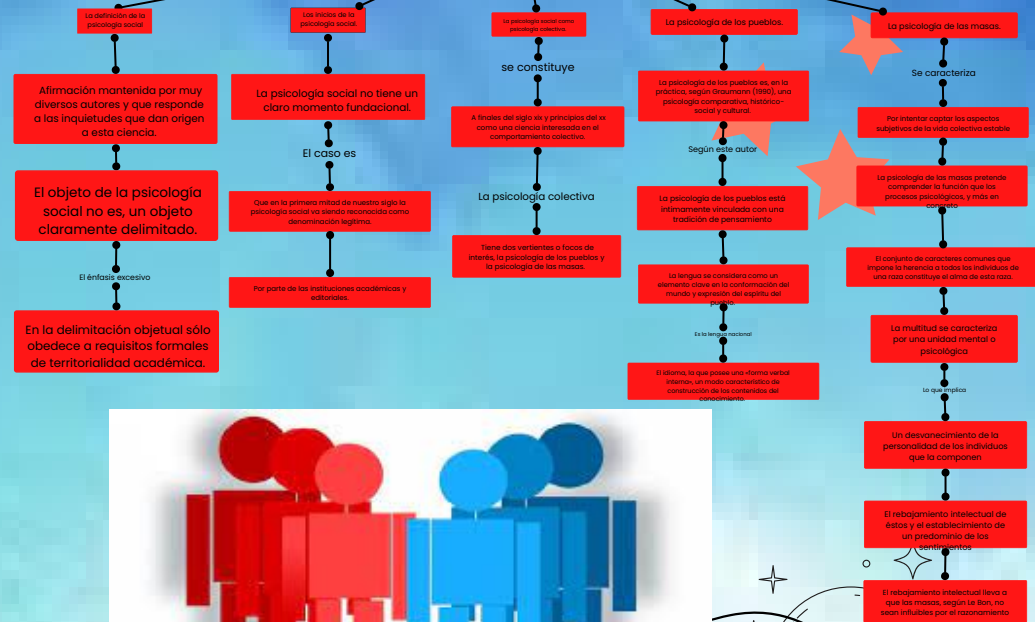 La definición de la
psicología social
Afirmación mantenida por muy
diversos autores y que responde
a las inquietudes que dan origen
a esta ciencia.
El objeto de la psicología
social no es, un objeto
claramente delimitado.
El énfasis excesivo
En la delimitación objetual sólo
obedece a requisitos formales
de territorialidad académica.
Los inicios de la
psicología social.
La psicología social no tiene un
claro momento fundacional.
El caso es
Que en la primera mitad de nuestro siglo la
psicología social va siendo reconocida como
denominación legítima.
Por parte de las instituciones académicas y
editoriales.
La psicología social como
psicología colectiva.
se constituye
A finales del siglo xix y principios del xx
como una ciencia interesada en el
comportamiento colectivo.
La psicología colectiva
Tiene dos vertientes o focos de
interés, la psicología de los pueblos y
la psicología de las masas.
La psicología de los pueblos.
La psicología de los pueblos es, en la
práctica, según Graumann (1990), una
psicología comparativa, histórico-
social y cultural.
Según este autor
La psicología de los pueblos está
íntimamente vinculada con una
tradición de pensamiento
La lengua se considera como un
elemento clave en la conformación del
mundo y expresión del espíritu del
pueblo.
Es la lengua nacional
El idioma, la que posee una «forma verbal
interna», un modo característico de
construcción de los contenidos del
conocimiento.
La psicología de las masas.
Se caracteriza
Por intentar captar los aspectos
subjetivos de la vida colectiva estable
La psicología de las masas pretende
comprender la función que los
procesos psicológicos, y más en
concreto
El conjunto de caracteres comunes que
impone la herencia a todos los individuos de
una raza constituye el alma de esta raza.
La multitud se caracteriza
por una unidad mental o
psicológica
Lo que implica
Un desvanecimiento de la
personalidad de los individuos
que la componen
El rebajamiento intelectual de
éstos y el establecimiento de
un predominio de los
sentimientos
El rebajamiento intelectual lleva a
que las masas, según Le Bon, no
sean influibles por el razonamiento